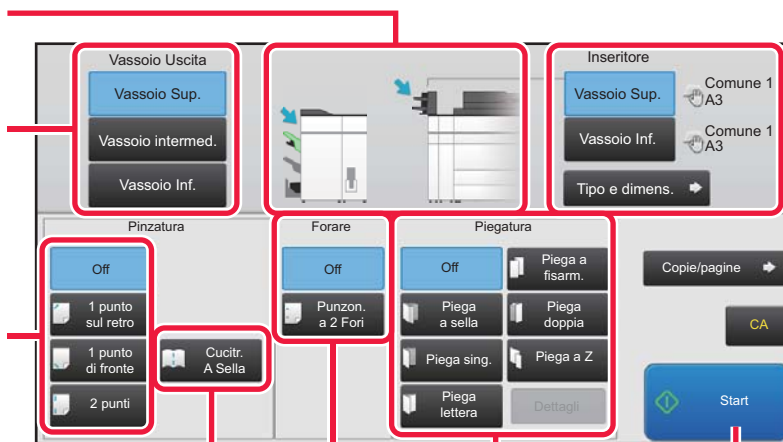 Vassoio Uscita
Vassoio Sup.
Vassoio intermed.
Vassoio Inf.
Inseritore
Vassoio Sup.
Comune 1
A3
Vassoio Inf.
Comune 1
A3
Tipo e dimens.
Pinzatura
Off
1 punto
sul retro
1 punto
di fronte
2 punti
Cucitr.
A Sella
Forare
Off
Punzon.
a 2 Fori
Piegatura
Off
Piega a
fisarm.
Piega
a sella
Piega
doppia
Piega sing.
Piega a Z
Piega
lettera
Dettagli
Copie/pagine
CA
Start